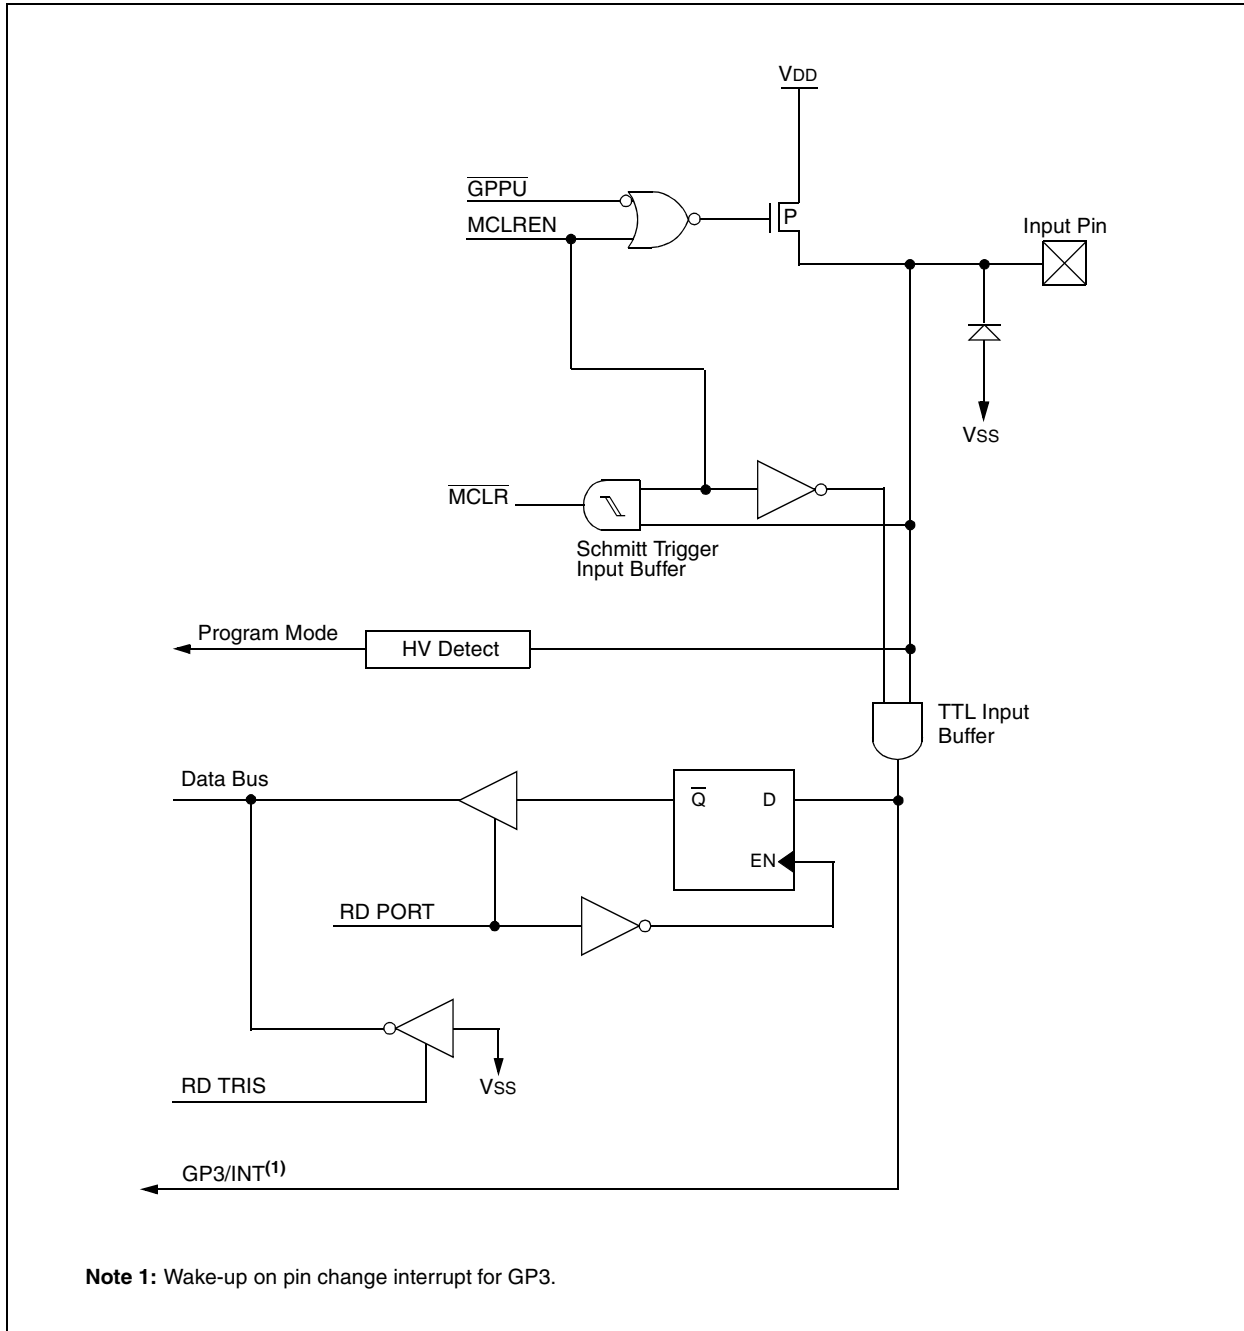 VDD
GPPU
MCLREN
P
Input Pin
VSS
MCLR
Schmitt Trigger
Input Buffer
Program Mode
HV Detect
TTL Input
Buffer
Data Bus
Q
D
EN
RD PORT
RD TRIS
VSS
GP3/INT(1)
Note 1: Wake-up on pin change interrupt for GP3.